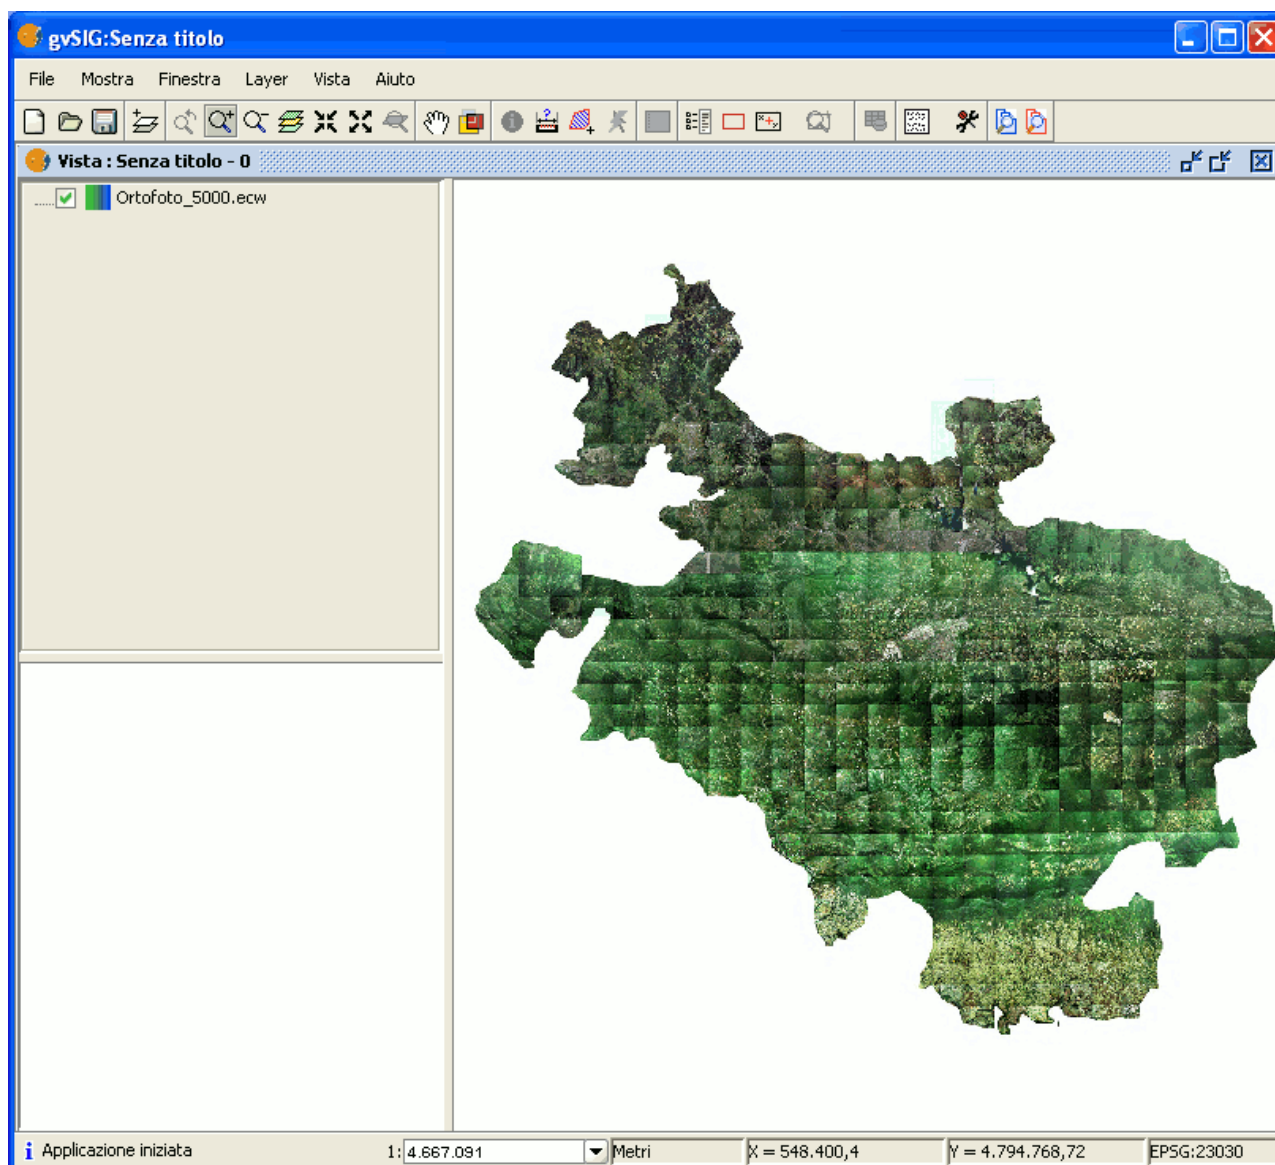 gvSIG:Senza titolo
File Mostra Finestra Layer Vista Aiuto
Vista : Senza titolo - 0
Ortofoto_5000.ecw
Applicazione iniziata 1: 4.667.091 Metri X = 548.400,4 Y = 4.794.768,72 EPSG:23030